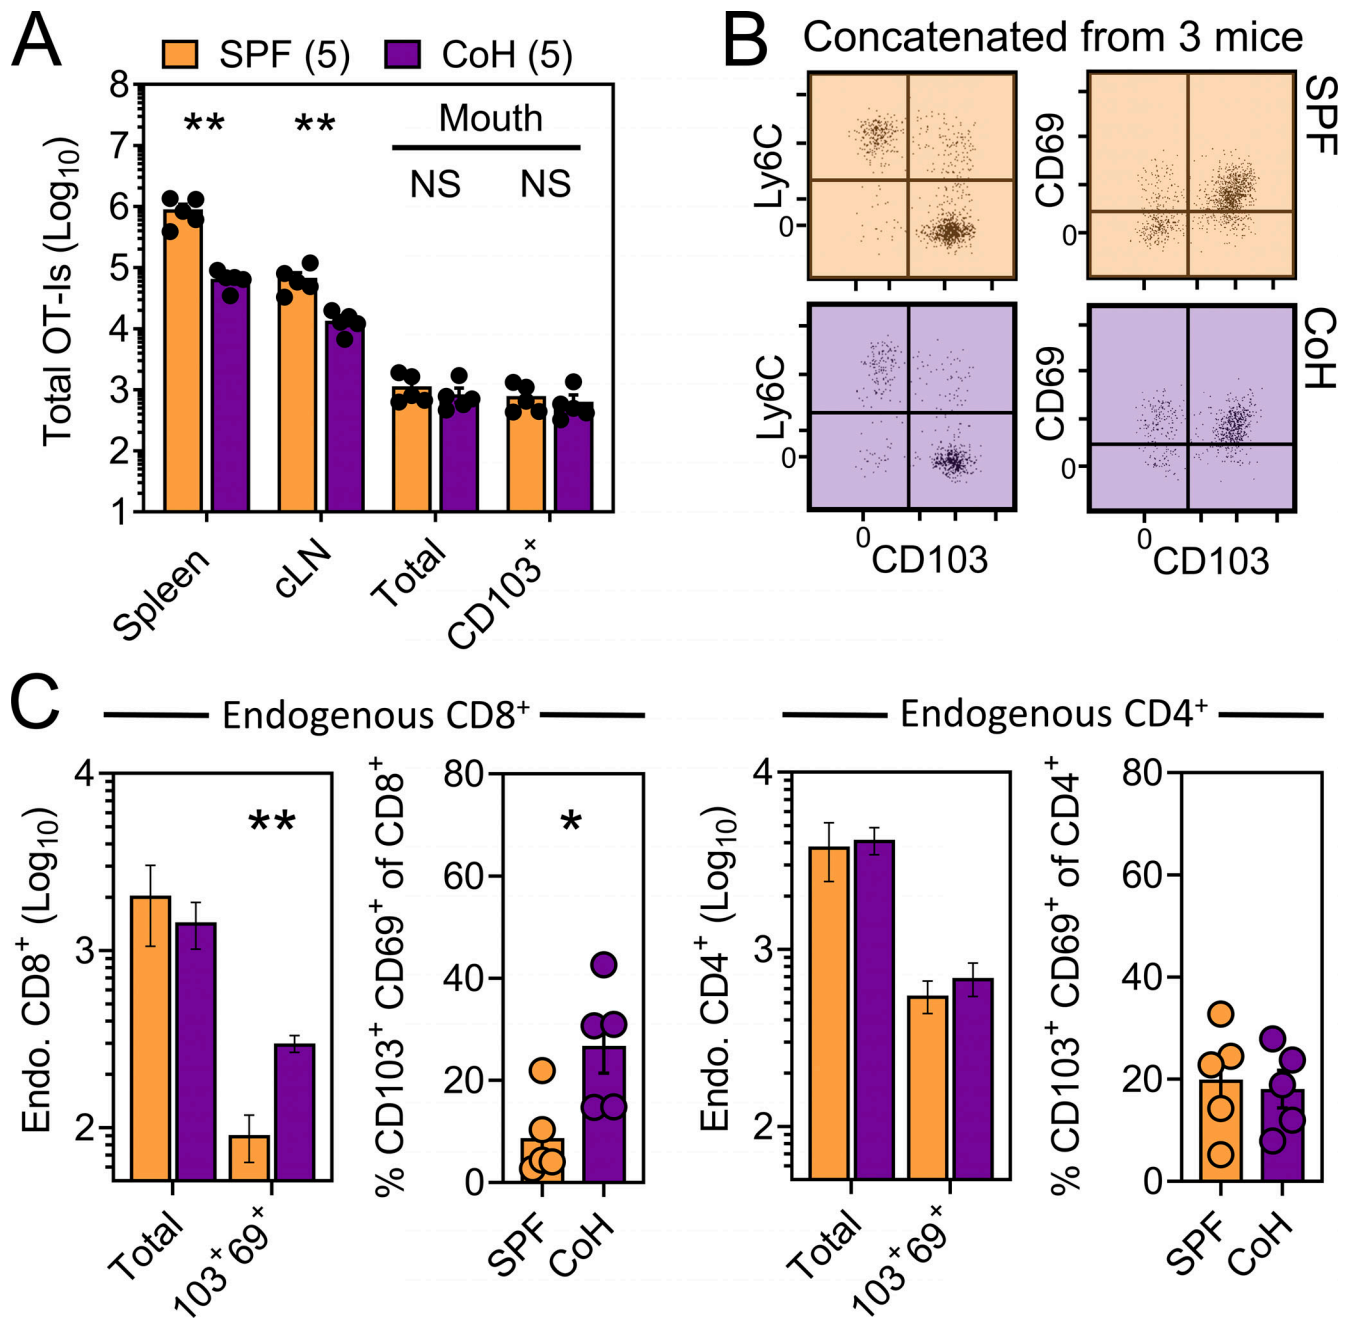 A
SPF (5) CoH (5)
Total OT-Is (Log10)
8
7
6
5
4
3
2
1
** **
Mouth
NS NS
Spleen cLN Total CD103+
B
Concatenated from 3 mice
Ly6C
0
CD69
0
SPF
Ly6C
0
CD69
0
CoH
0
CD103
0
CD103
C
Endogenous CD8+
Endo. CD8+ (Log10)
4
3
2
**
Total 103+69+
% CD103+ CD69+ of CD8+
80
60
40
20
0
*
SPF CoH
Endogenous CD4+
Endo. CD4+ (Log10)
4
3
2
Total 103+69+
% CD103+ CD69+ of CD4+
80
60
40
20
0
SPF CoH